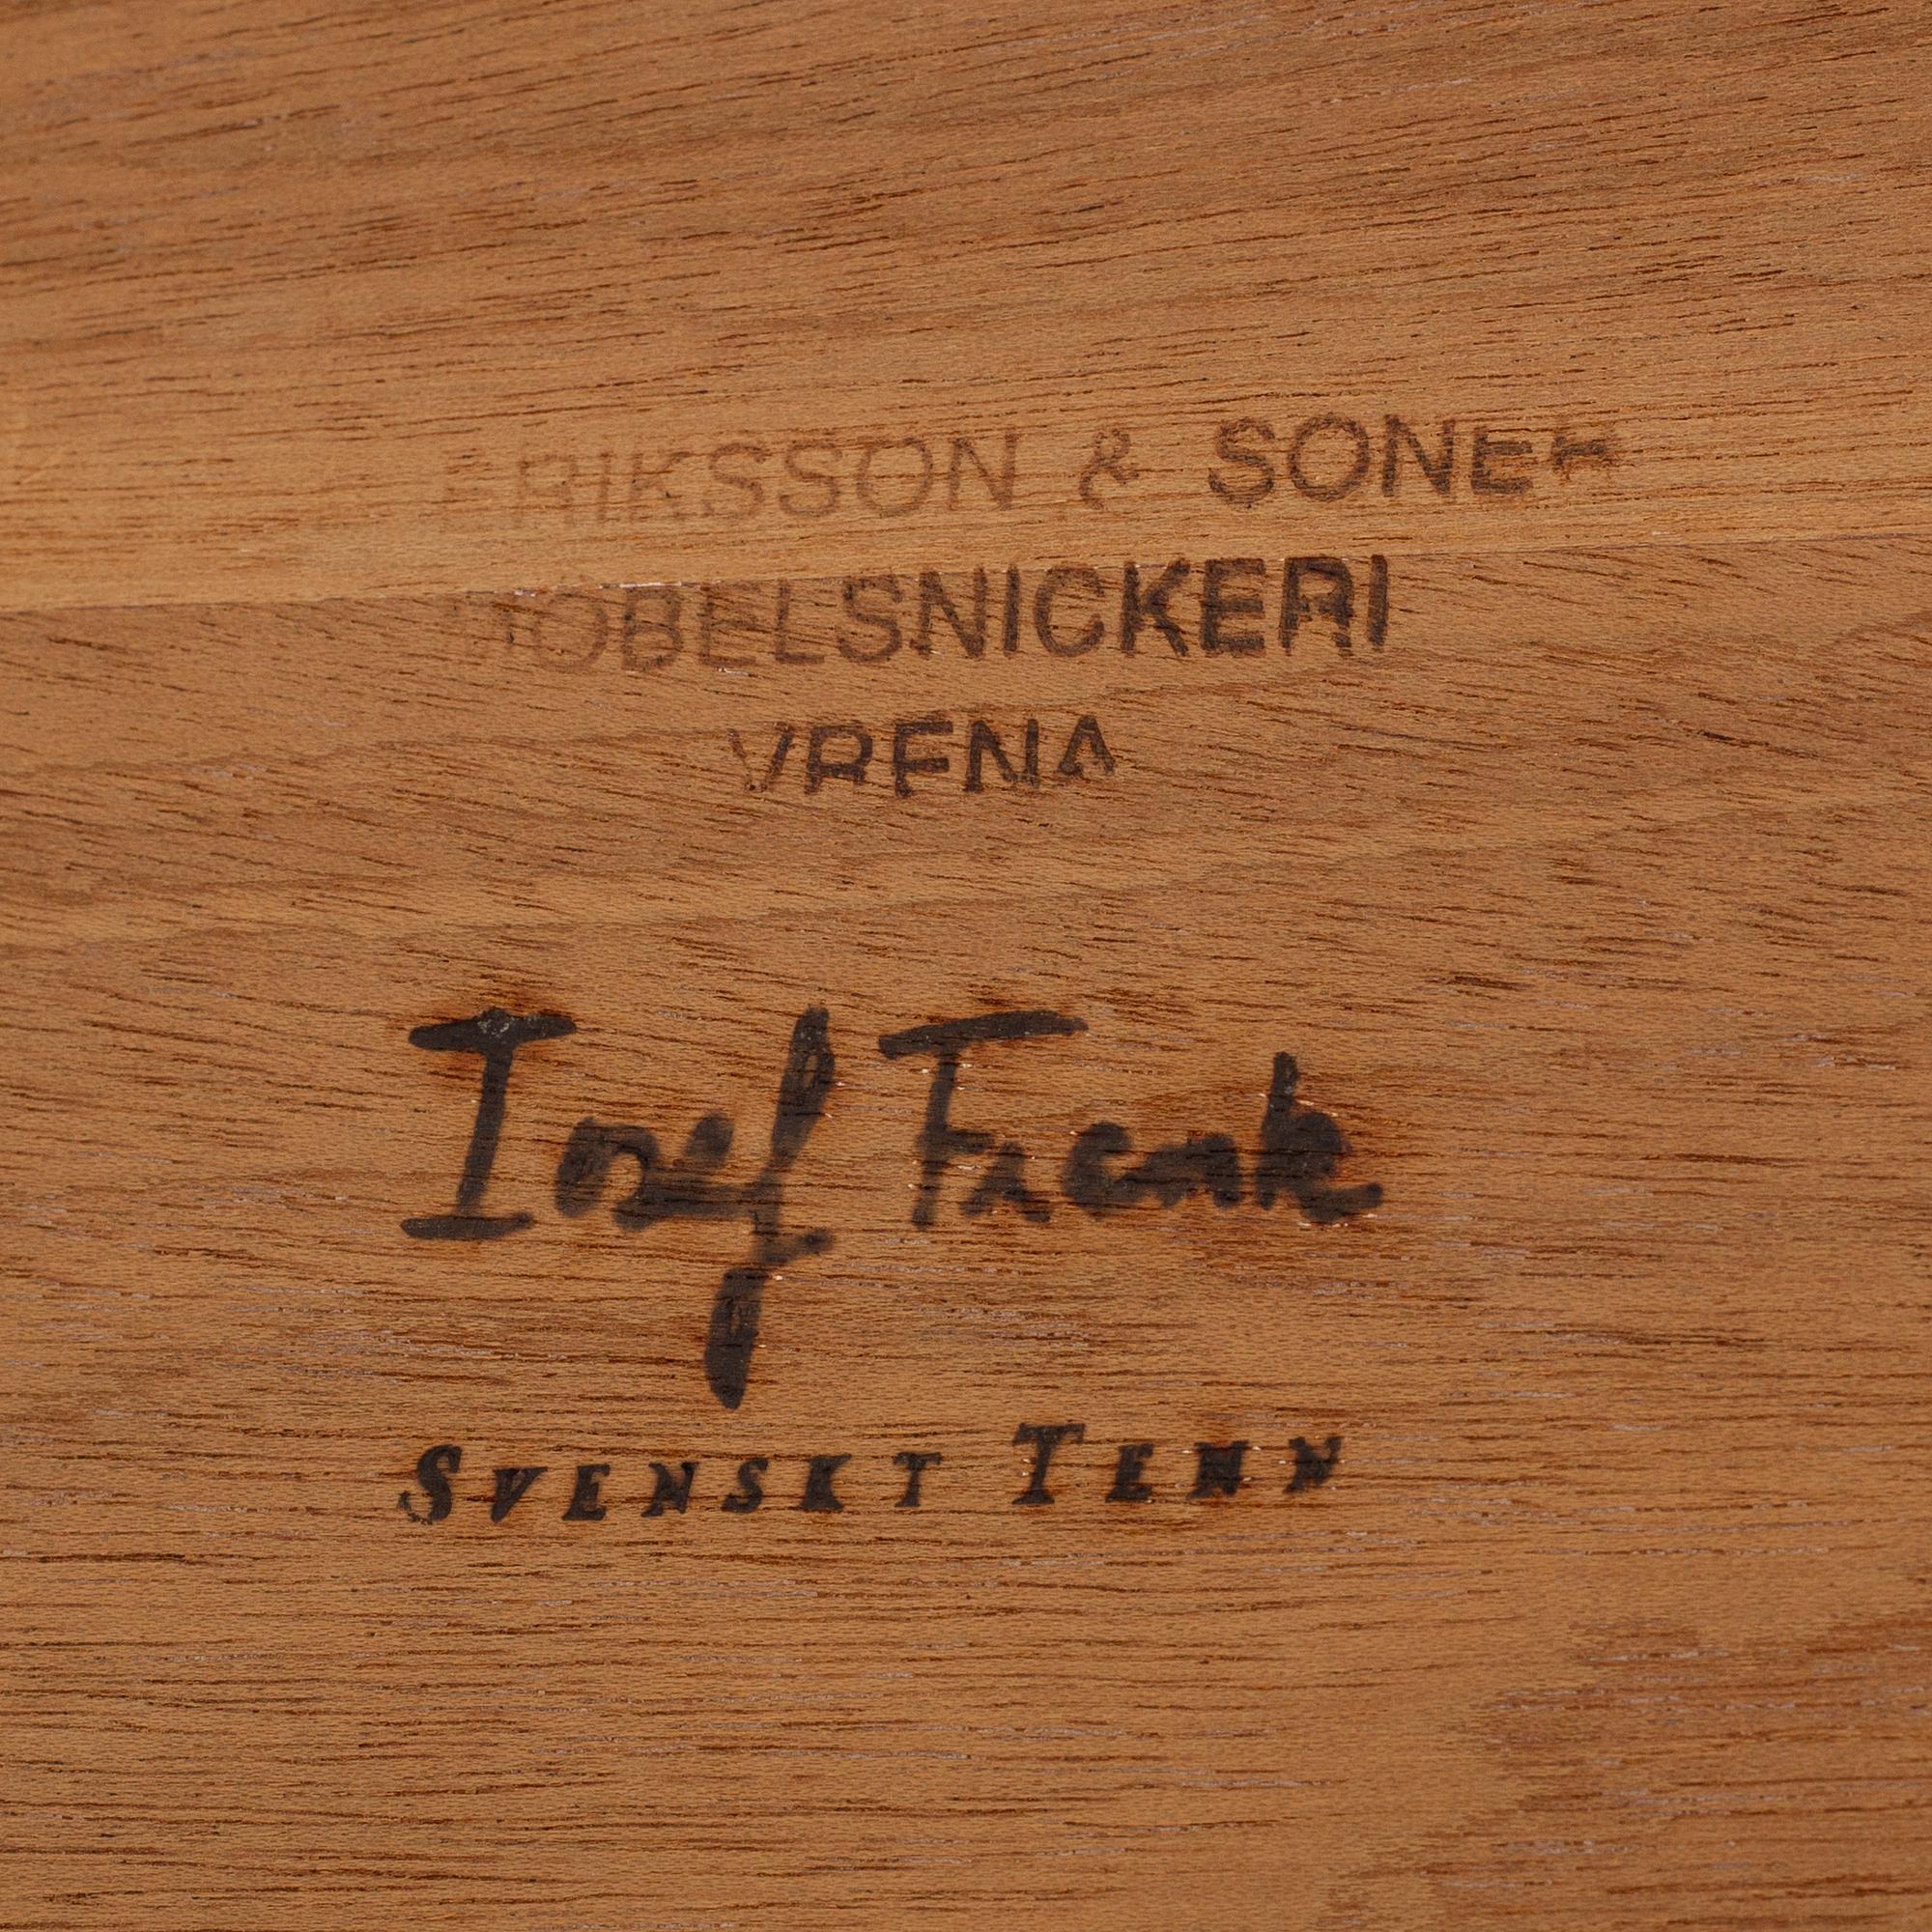 ERIKSSON & SONER
MÖBELSNICKERI
VRENA
Josef Frank
SVENSKT TENN